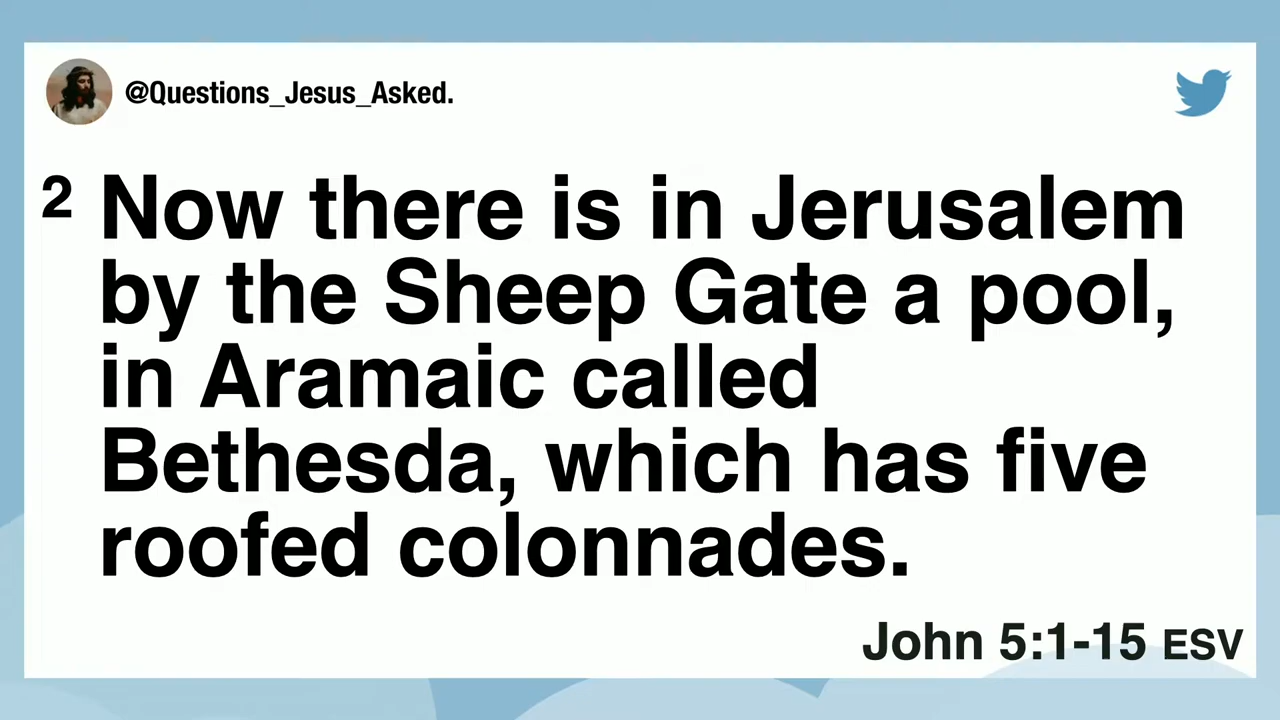 @Questions_Jesus_Asked.
2 Now there is in Jerusalem
by the Sheep Gate a pool,
in Aramaic called
Bethesda, which has five
roofed colonnades.
John 5:1-15 ESV